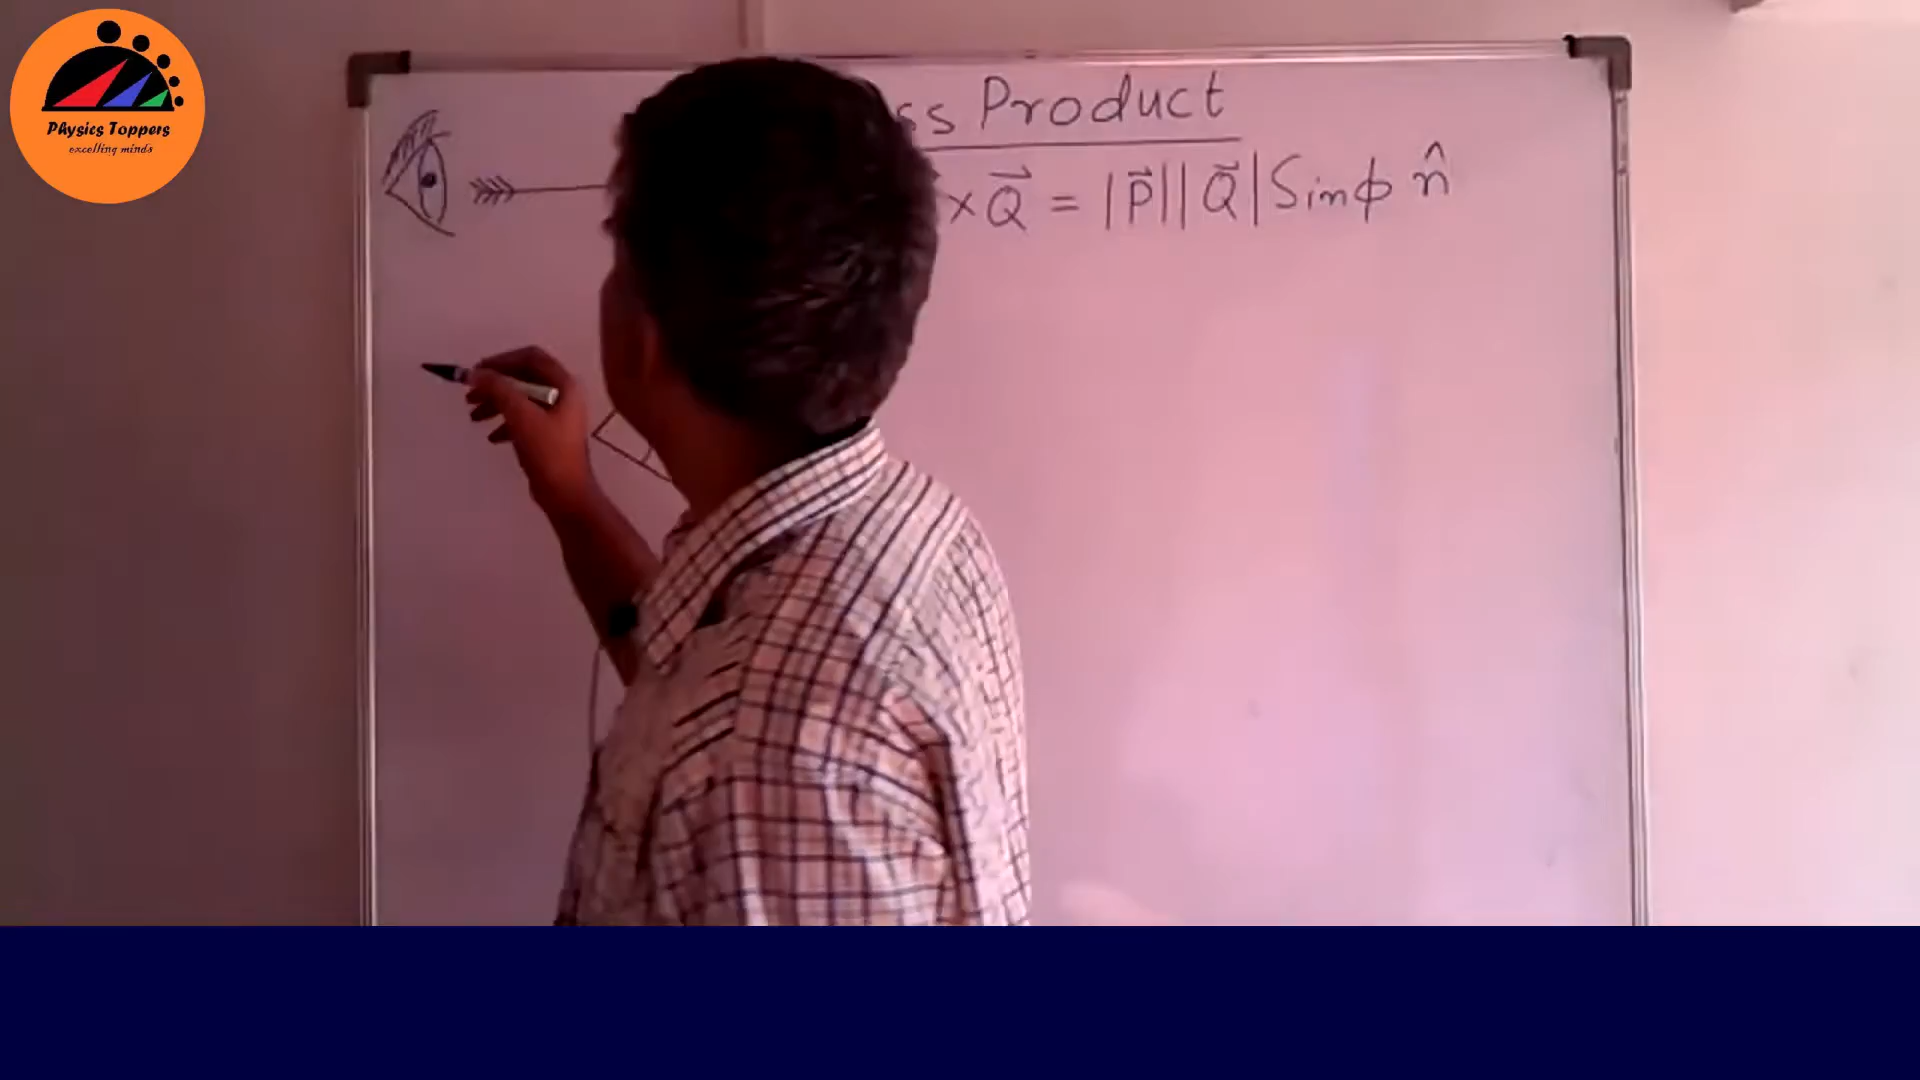 Physics Toppers
excelling minds
ss Product
× Q⃗ = |P⃗||Q⃗| Sinϕ n̂